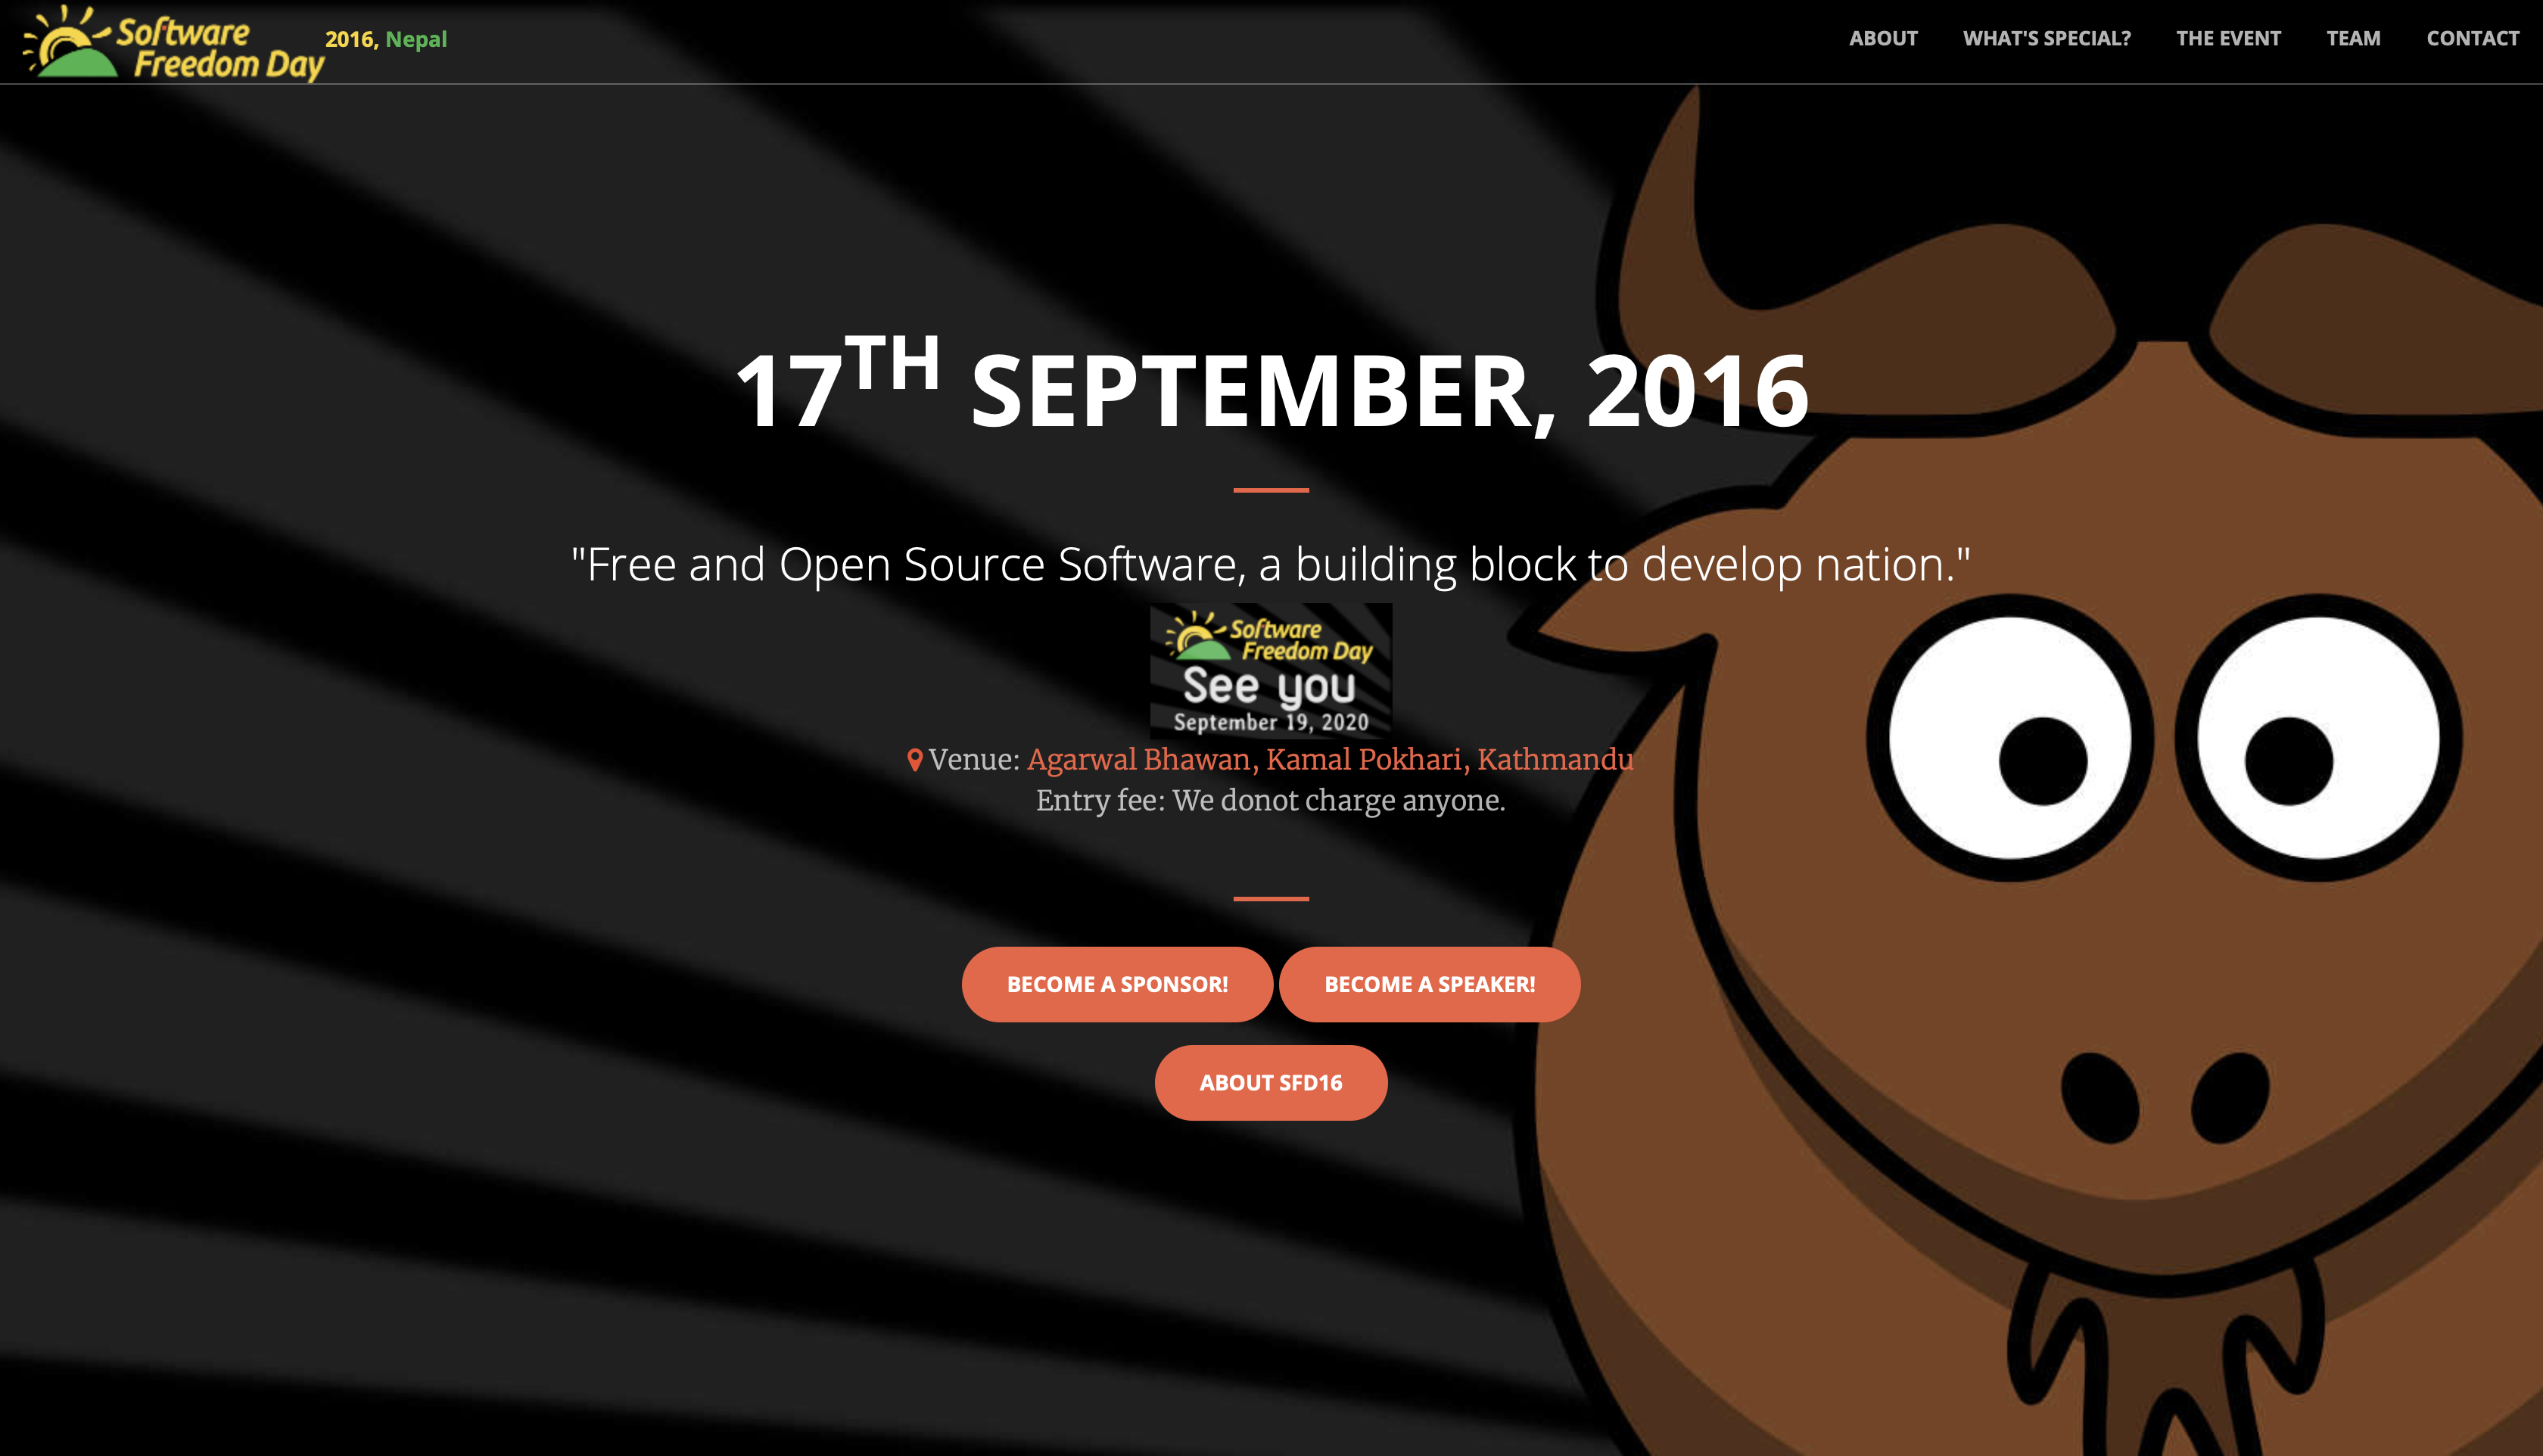 Software
Freedom Day
2016, Nepal
ABOUT
WHAT'S SPECIAL?
THE EVENT
TEAM
CONTACT
17TH SEPTEMBER, 2016
"Free and Open Source Software, a building block to develop nation."
Software
Freedom Day
See you
September 19, 2020
Venue: Agarwal Bhawan, Kamal Pokhari, Kathmandu
Entry fee: We donot charge anyone.
BECOME A SPONSOR!
BECOME A SPEAKER!
ABOUT SFD16